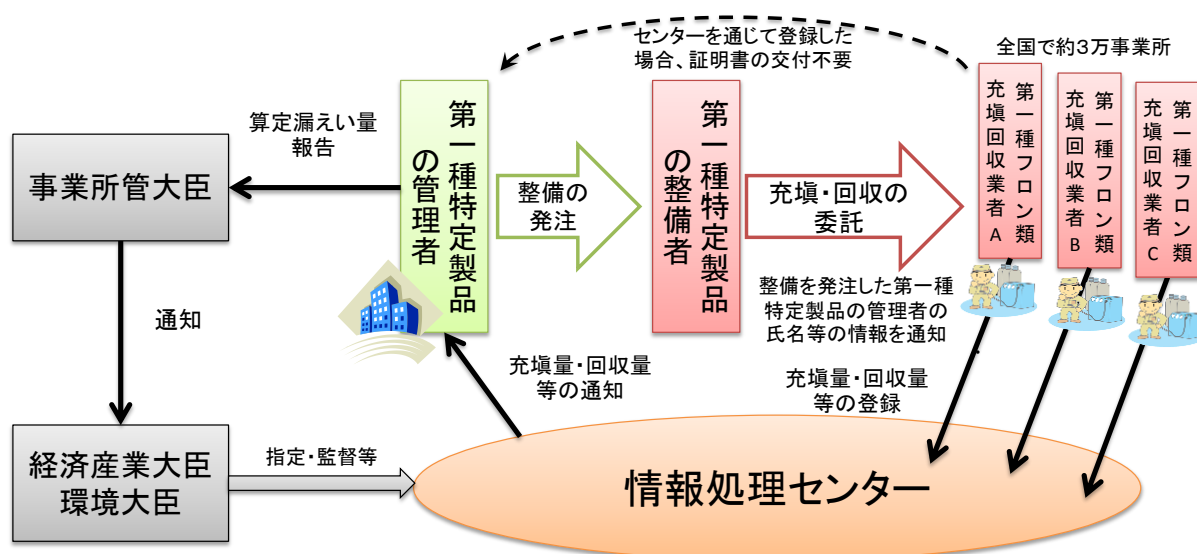 センターを通じて登録した
場合、証明書の交付不要
全国で約３万事業所
算定漏えい量
報告
事業所管大臣
第一種特定製品
の管理者
整備の
発注
第一種特定製品
の整備者
充塡・回収の
委託
第一種フロン類
充塡回収業者A
第一種フロン類
充塡回収業者B
第一種フロン類
充塡回収業者C
整備を発注した第一種
特定製品の管理者の
氏名等の情報を通知
通知
充塡量・回収量
等の通知
充塡量・回収量
等の登録
経済産業大臣
環境大臣
指定・監督等
情報処理センター